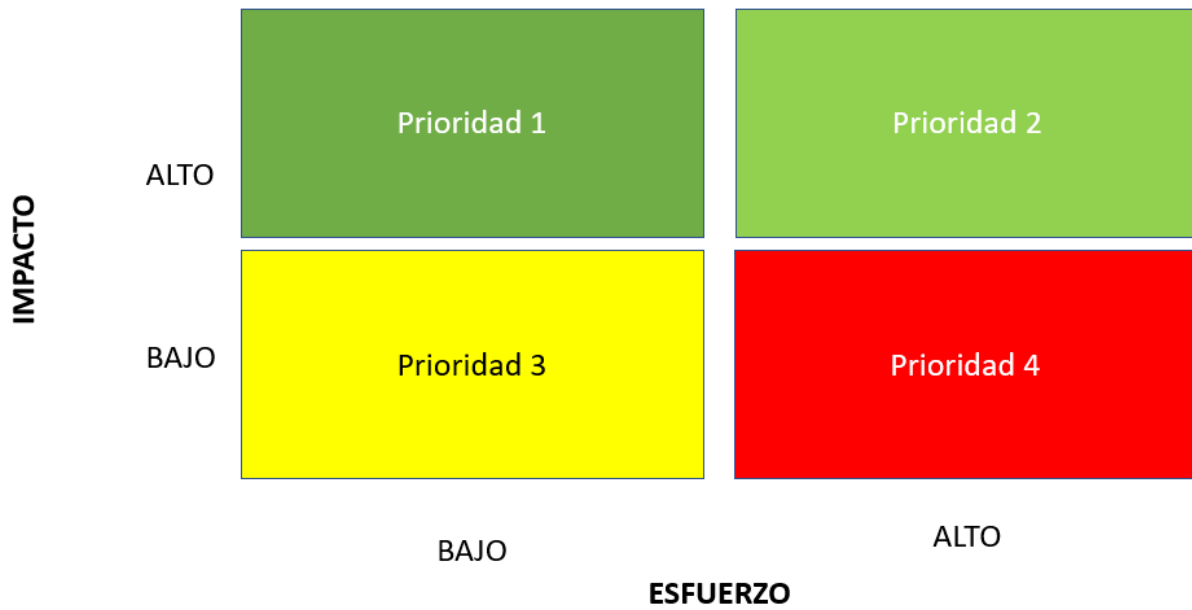 Prioridad 1
Prioridad 2
ALTO
IMPACTO
BAJO
Prioridad 3
Prioridad 4
BAJO
ALTO
ESFUERZO